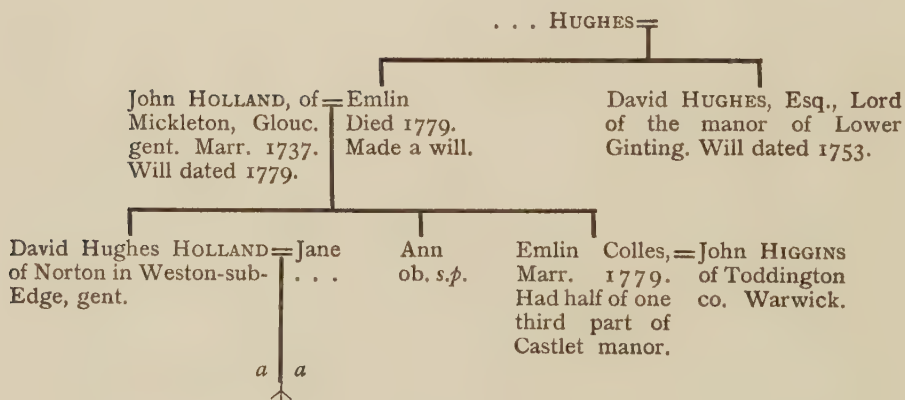 . . . HUGHES=
John HOLLAND, of
Mickleton, Glouc.
gent. Marr. 1737.
Will dated 1779.
= Emlin
Died 1779.
Made a will.
David HUGHES, Esq., Lord
of the manor of Lower
Ginting. Will dated 1753.
David Hughes HOLLAND
of Norton in Weston-sub-
Edge, gent.
=Jane
. . .
Ann
ob. s.p.
Emlin Colles,
Marr. 1779.
Had half of one
third part of
Castlet manor.
=John HIGGINS
of Toddington
co. Warwick.
a a